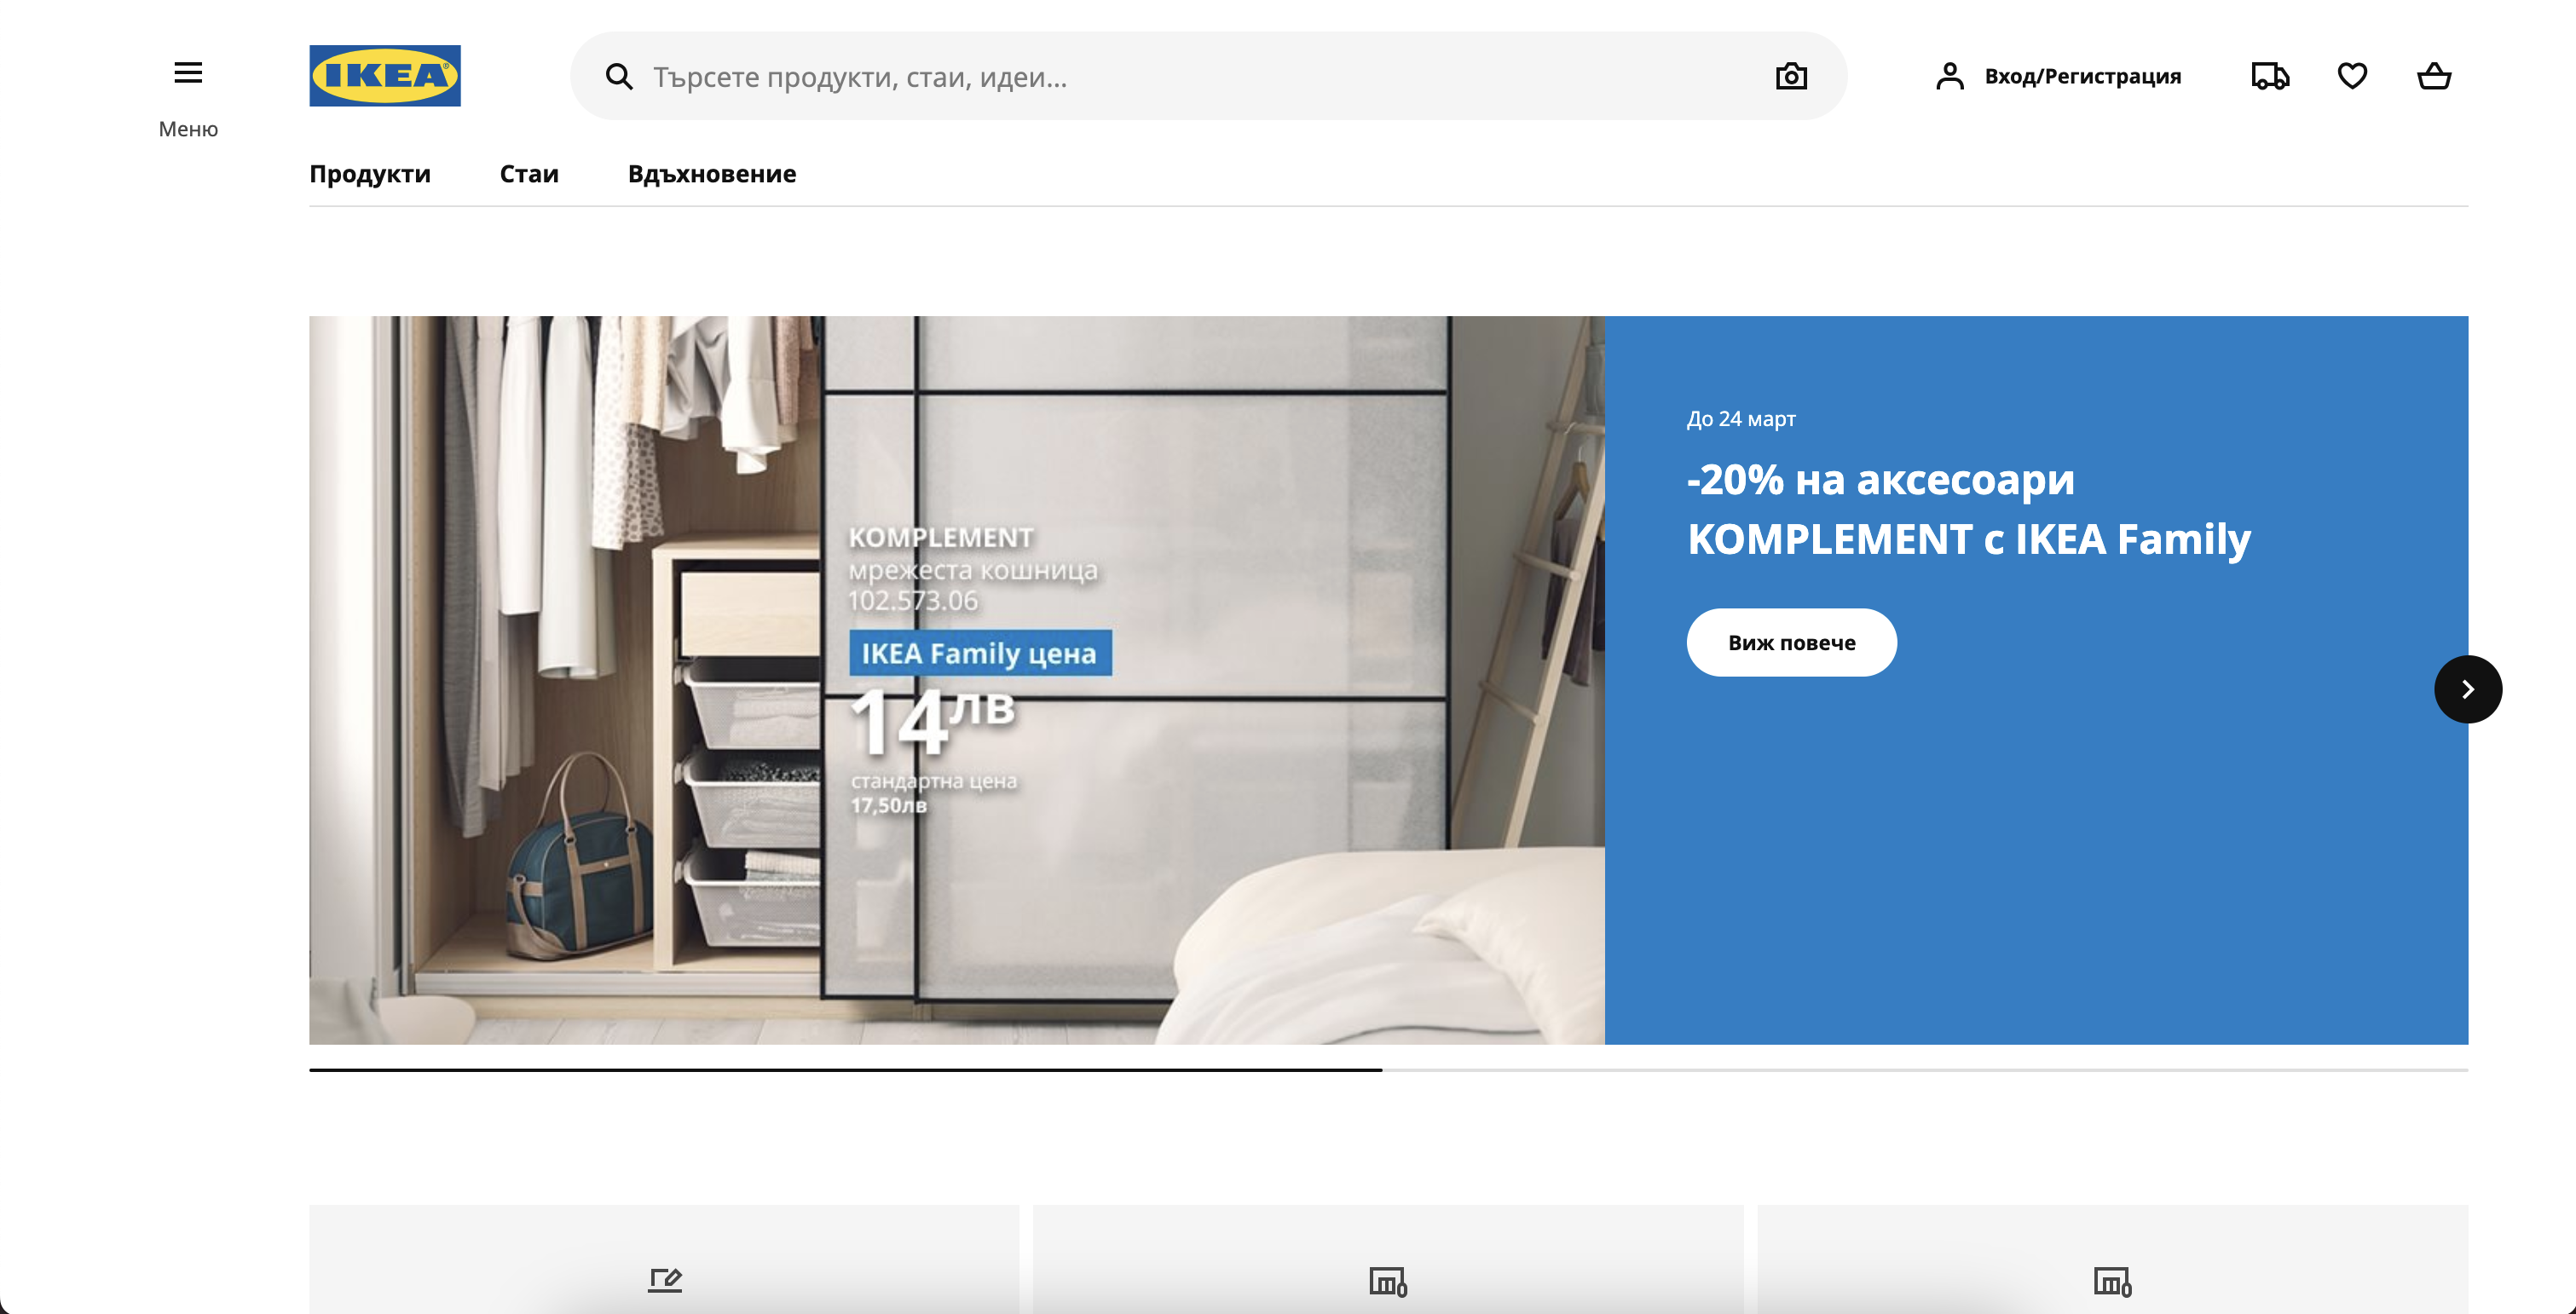 Меню
IKEA
Търсете продукти, стаи, идеи...
Вход/Регистрация
Продукти
Стаи
Вдъхновение
KOMPLEMENT
мрежеста кошница
102.573.06
IKEA Family цена
14лв
стандартна цена
17,50лв
До 24 март
-20% на аксесоари
KOMPLEMENT с IKEA Family
Виж повече